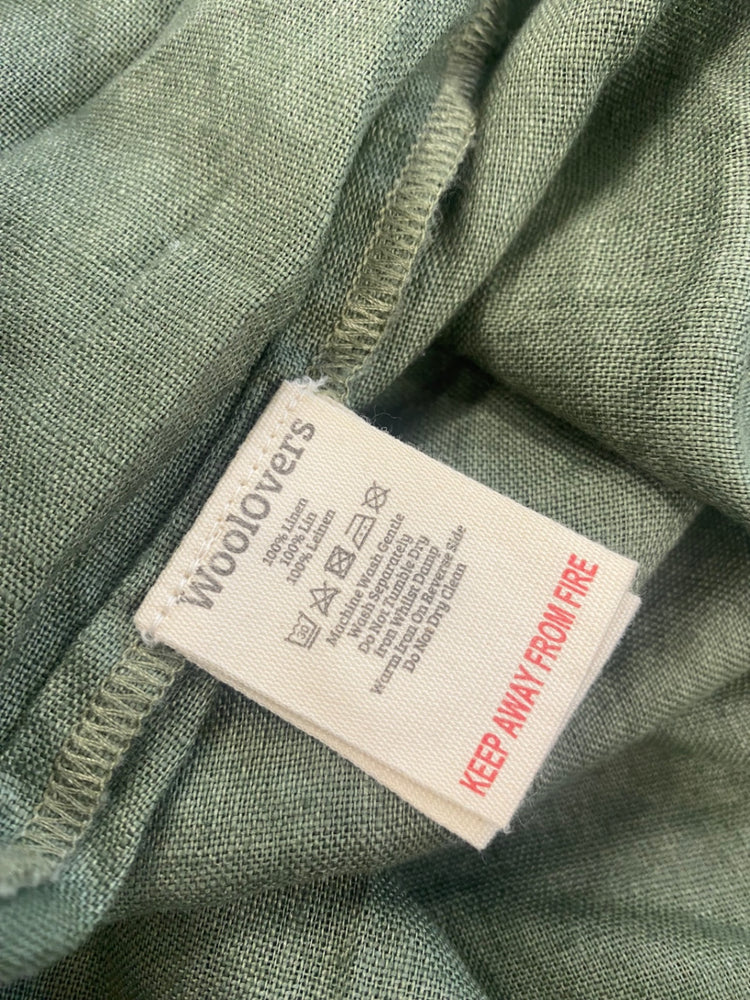 WoolOvers
100% Linen
100% Lin
100% Leinen
30
Machine Wash Gentle
Wash Separately
Do Not Tumble Dry
Iron Whilst Damp
Warm Iron On Reverse Side
Do Not Dry Clean
KEEP AWAY FROM FIRE